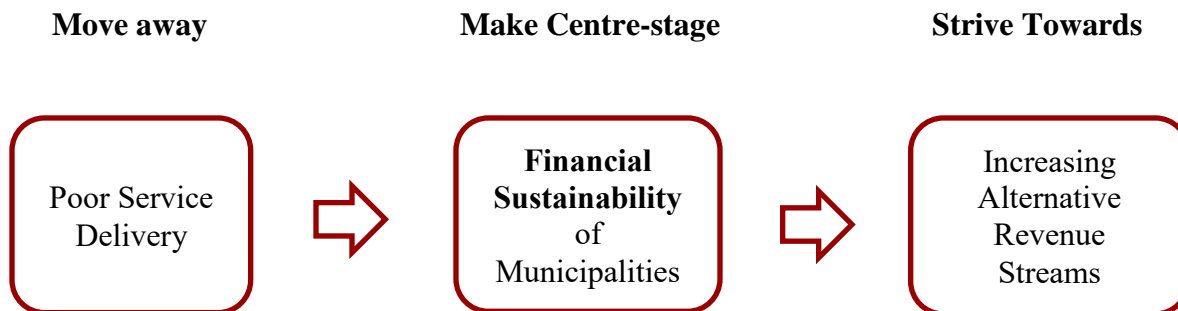 Move away
Make Centre-stage
Strive Towards
Poor Service
Delivery
Financial
Sustainability
of
Municipalities
Increasing
Alternative
Revenue
Streams